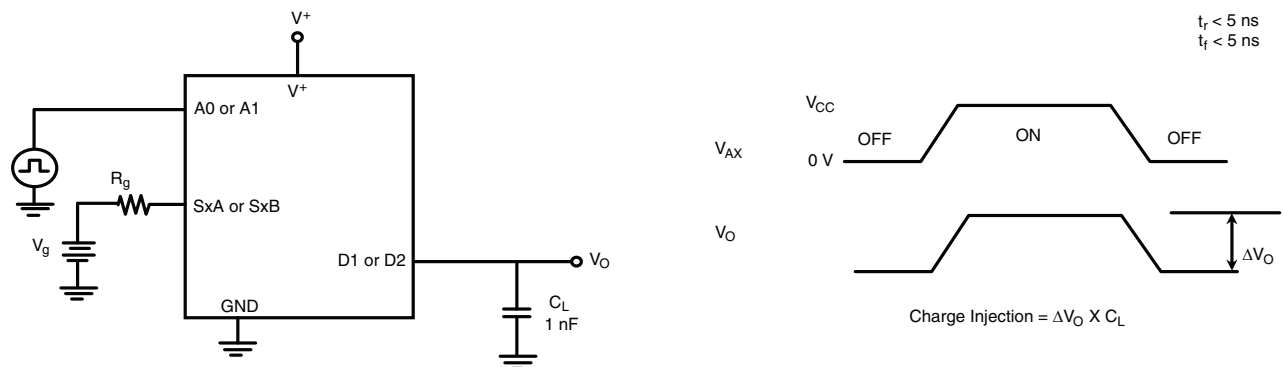 V+
V+
A0 or A1
Rg
SxA or SxB
Vg
D1 or D2
VO
GND
CL
1 nF
tr < 5 ns
tf < 5 ns
VCC
OFF
ON
OFF
VAX
0 V
VO
ΔVO
Charge Injection = ΔVO X CL